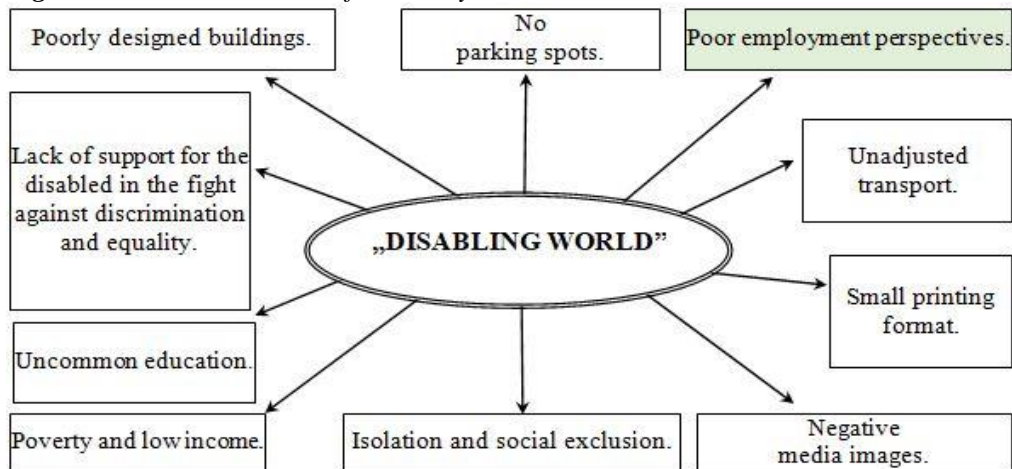 Poorly designed buildings.
No
parking spots.
Poor employment perspectives.
Lack of support for the
disabled in the fight
against discrimination
and equality.
Unadjusted
transport.
„DISABLING WORLD”
Small printing
format.
Uncommon education.
Poverty and low income.
Isolation and social exclusion.
Negative
media images.